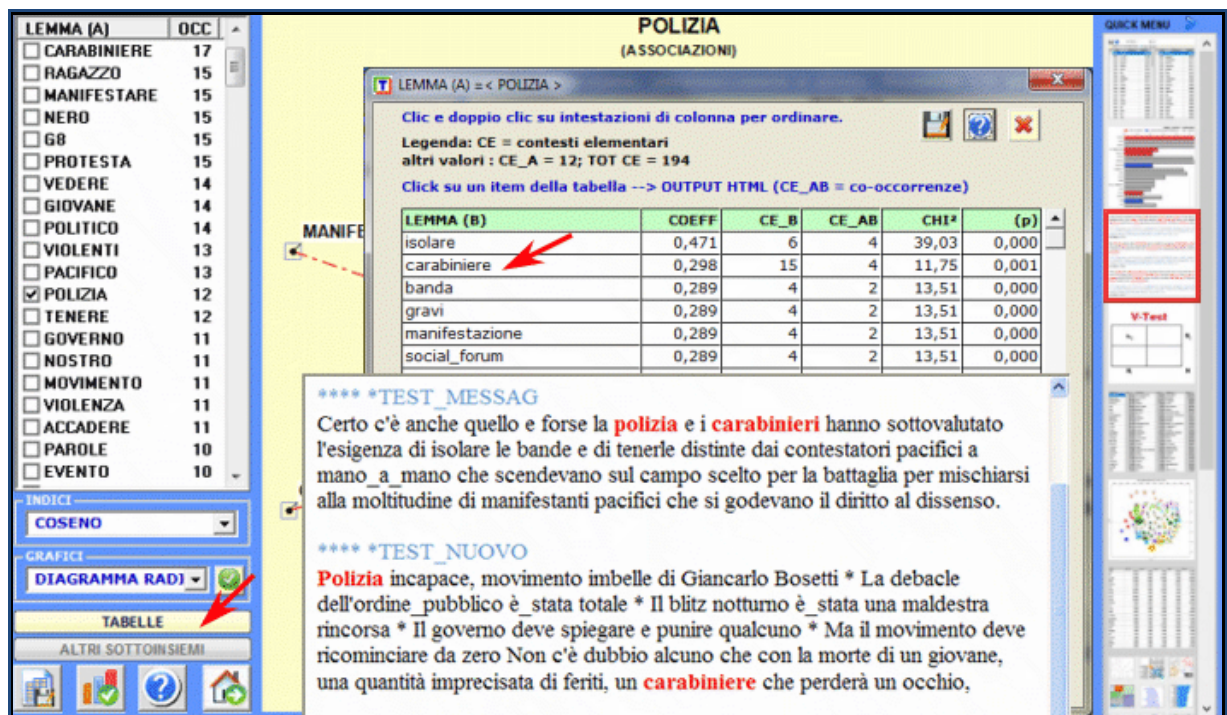 LEMMA (A) OCC
CARABINIERE 17
RAGAZZO 15
MANIFESTARE 15
NERO 15
G8 15
PROTESTA 15
VEDERE 14
GIOVANE 14
POLITICO 14
VIOLENTI 13
PACIFICO 13
POLIZIA 12
TENERE 12
GOVERNO 11
NOSTRO 11
MOVIMENTO 11
VIOLENZA 11
ACCADERE 11
PAROLE 10
EVENTO 10
INDICI
COSENO
GRAFICI
DIAGRAMMA RADI
TABELLE
ALTRI SOTTOINSIEMI
POLIZIA
(ASSOCIAZIONI)
MANIFE
LEMMA (A) =< POLIZIA >
Clic e doppio clic su intestazioni di colonna per ordinare.
Legenda: CE = contesti elementari
altri valori : CE_A = 12; TOT CE = 194
Click su un item della tabella --> OUTPUT HTML (CE_AB = co-occorrenze)
LEMMA (B) COEFF CE_B CE_AB CHI² (p)
isolare 0,471 6 4 39,03 0,000
carabiniere 0,298 15 4 11,75 0,001
banda 0,289 4 2 13,51 0,000
gravi 0,289 4 2 13,51 0,000
manifestazione 0,289 4 2 13,51 0,000
social_forum 0,289 4 2 13,51 0,000
**** *TEST_MESSAG
Certo c'è anche quello e forse la polizia e i carabinieri hanno sottovalutato
l'esigenza di isolare le bande e di tenerle distinte dai contestatori pacifici a
mano_a_mano che scendevano sul campo scelto per la battaglia per mischiarsi
alla moltitudine di manifestanti pacifici che si godevano il diritto al dissenso.
**** *TEST_NUOVO
Polizia incapace, movimento imbelle di Giancarlo Bosetti * La debacle
dell'ordine_pubblico è_stata totale * Il blitz notturno è_stata una maldestra
rincorsa * Il governo deve spiegare e punire qualcuno * Ma il movimento deve
ricominciare da zero Non c'è dubbio alcuno che con la morte di un giovane,
una quantità imprecisata di feriti, un carabiniere che perderà un occhio,
QUICK MENU
V-Test